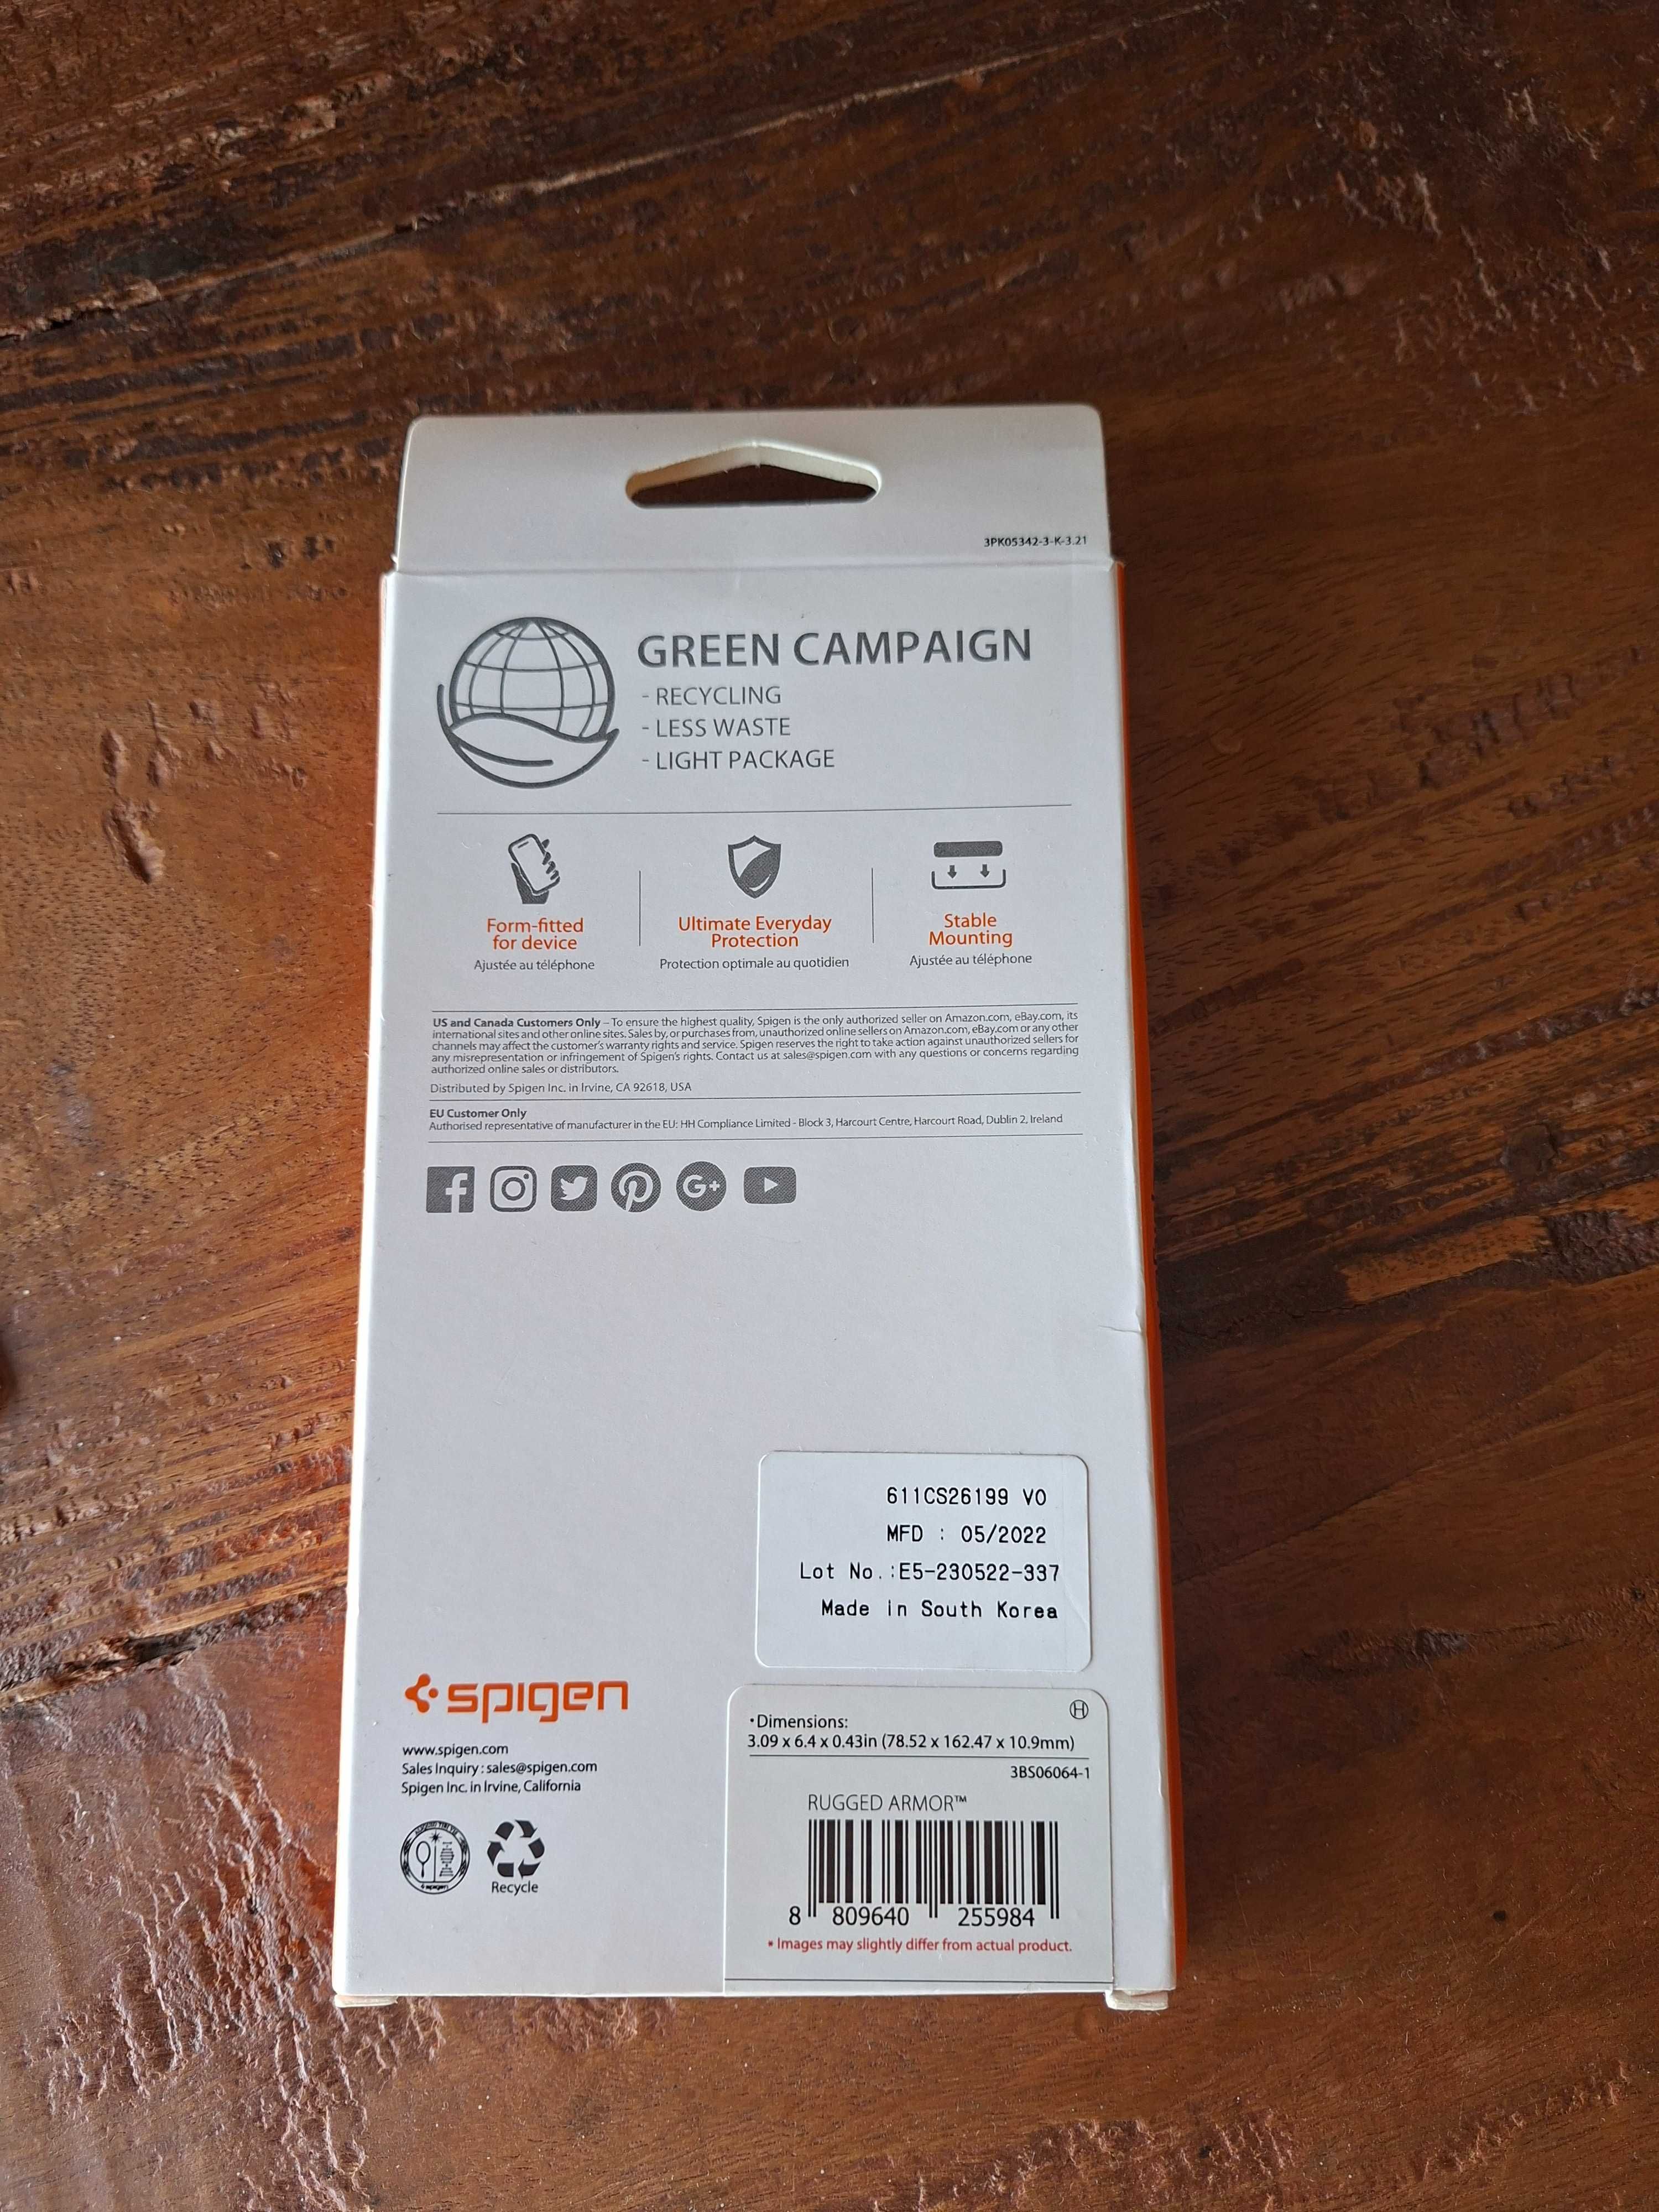 3PK05342-3-K-3.21
GREEN CAMPAIGN
- RECYCLING
- LESS WASTE
- LIGHT PACKAGE
Form-fitted
for device
Ajustée au téléphone
Ultimate Everyday
Protection
Protection optimale au quotidien
Stable
Mounting
Ajustée au téléphone
US and Canada Customers Only – To ensure the highest quality, Spigen is the only authorized seller on Amazon.com, eBay.com, its
international sites and other online sites. Sales by, or purchases from, unauthorized online sellers on Amazon.com, eBay.com or any other
channels may affect the customer's warranty rights and service. Spigen reserves the right to take action against unauthorized sellers for
any misrepresentation or infringement of Spigen's rights. Contact us at sales@spigen.com with any questions or concerns regarding
authorized online sales or distributors.
Distributed by Spigen Inc. in Irvine, CA 92618, USA
EU Customer Only
Authorised representative of manufacturer in the EU: HH Compliance Limited - Block 3, Harcourt Centre, Harcourt Road, Dublin 2, Ireland
G+
611CS26199 V0
MFD : 05/2022
Lot No.:E5-230522-337
Made in South Korea
spigen
www.spigen.com
Sales Inquiry : sales@spigen.com
Spigen Inc. in Irvine, California
Recycle
H
•Dimensions:
3.09 x 6.4 x 0.43in (78.52 x 162.47 x 10.9mm)
3BS06064-1
RUGGED ARMOR™
8 809640 255984
* Images may slightly differ from actual product.